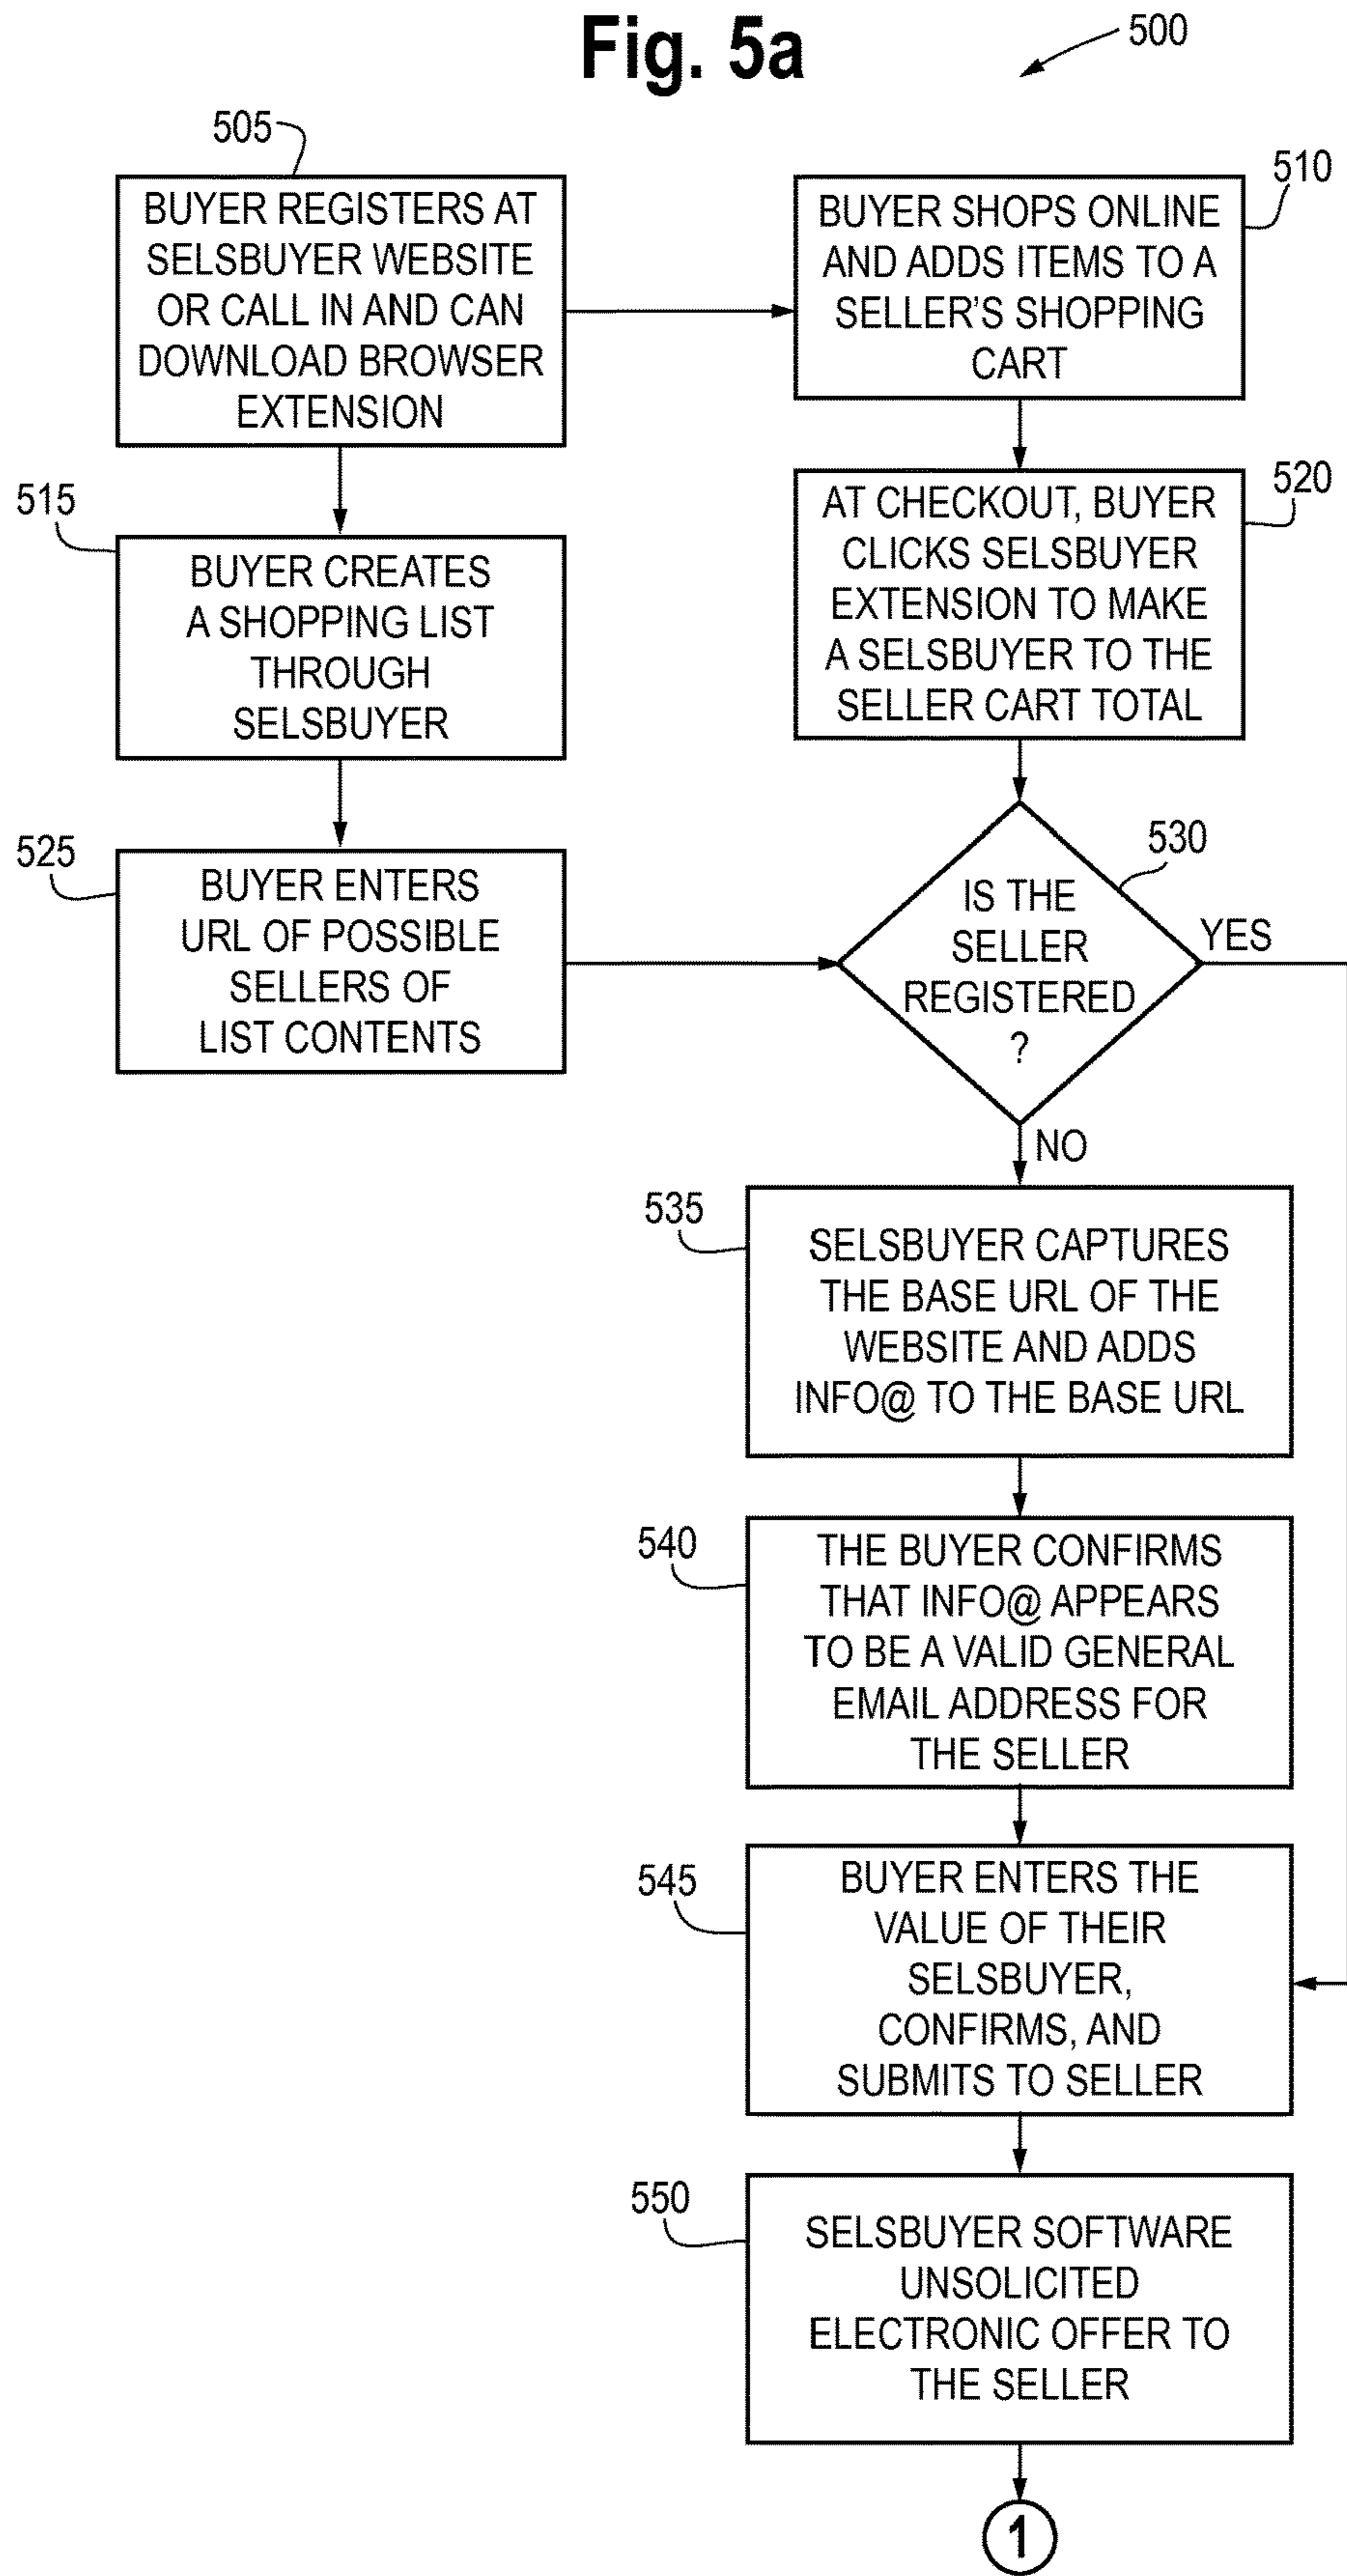 Fig. 5a
500
505
BUYER REGISTERS AT
SELSBUYER WEBSITE
OR CALL IN AND CAN
DOWNLOAD BROWSER
EXTENSION
510
BUYER SHOPS ONLINE
AND ADDS ITEMS TO A
SELLER'S SHOPPING
CART
515
BUYER CREATES
A SHOPPING LIST
THROUGH
SELSBUYER
520
AT CHECKOUT, BUYER
CLICKS SELSBUYER
EXTENSION TO MAKE
A SELSBUYER TO THE
SELLER CART TOTAL
525
BUYER ENTERS
URL OF POSSIBLE
SELLERS OF
LIST CONTENTS
530
IS THE
SELLER
REGISTERED
?
YES
NO
535
SELSBUYER CAPTURES
THE BASE URL OF THE
WEBSITE AND ADDS
INFO@ TO THE BASE URL
540
THE BUYER CONFIRMS
THAT INFO@ APPEARS
TO BE A VALID GENERAL
EMAIL ADDRESS FOR
THE SELLER
545
BUYER ENTERS THE
VALUE OF THEIR
SELSBUYER,
CONFIRMS, AND
SUBMITS TO SELLER
550
SELSBUYER SOFTWARE
UNSOLICITED
ELECTRONIC OFFER TO
THE SELLER
1